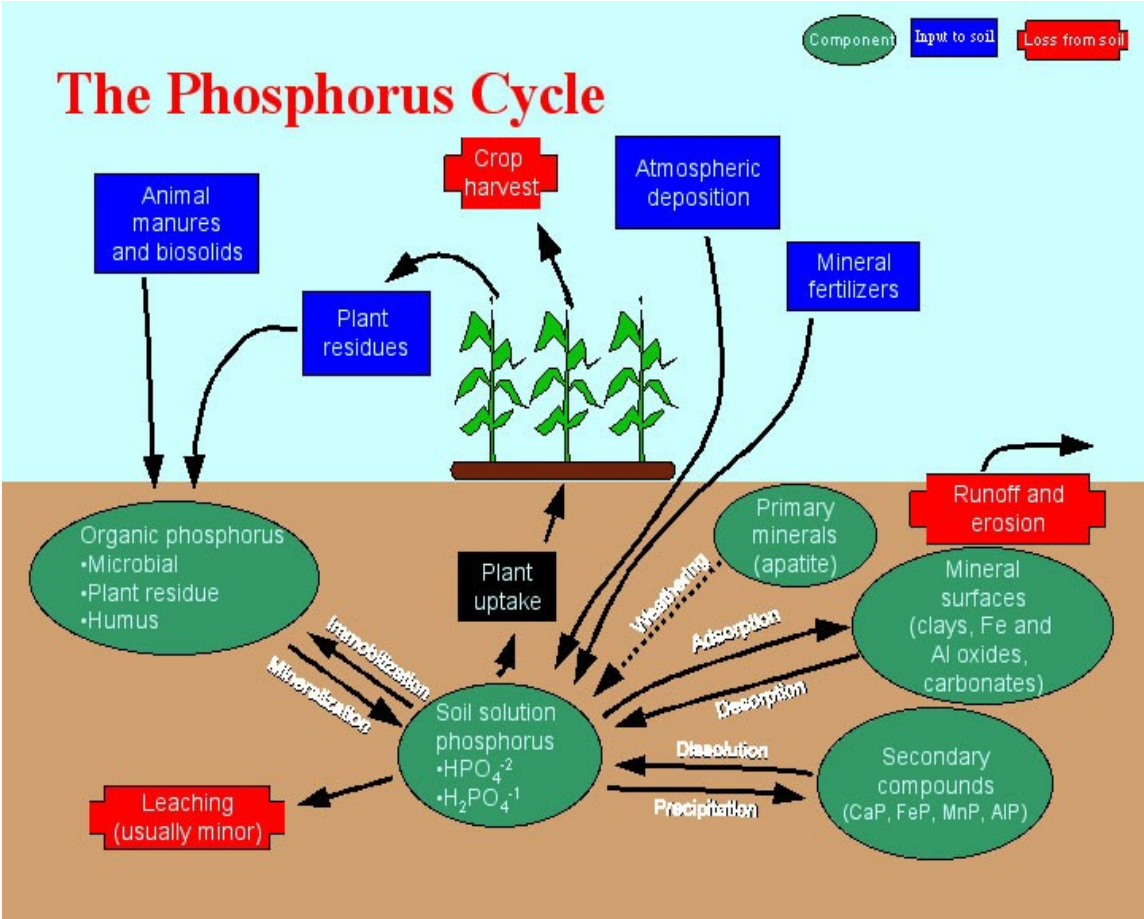 Component
Input to soil
Loss from soil
The Phosphorus Cycle
Crop
harvest
Atmospheric
deposition
Animal
manures
and biosolids
Mineral
fertilizers
Plant
residues
Runoff and
erosion
Primary
minerals
(apatite)
Organic phosphorus
•Microbial
•Plant residue
•Humus
Plant
uptake
Weathering
Mineral
surfaces
(clays, Fe and
Al oxides,
carbonates)
Adsorption
Desorption
Immobilization
Mineralization
Soil solution
phosphorus
•HPO₄⁻²
•H₂PO₄⁻¹
Dissolution
Precipitation
Secondary
compounds
(CaP, FeP, MnP, AlP)
Leaching
(usually minor)